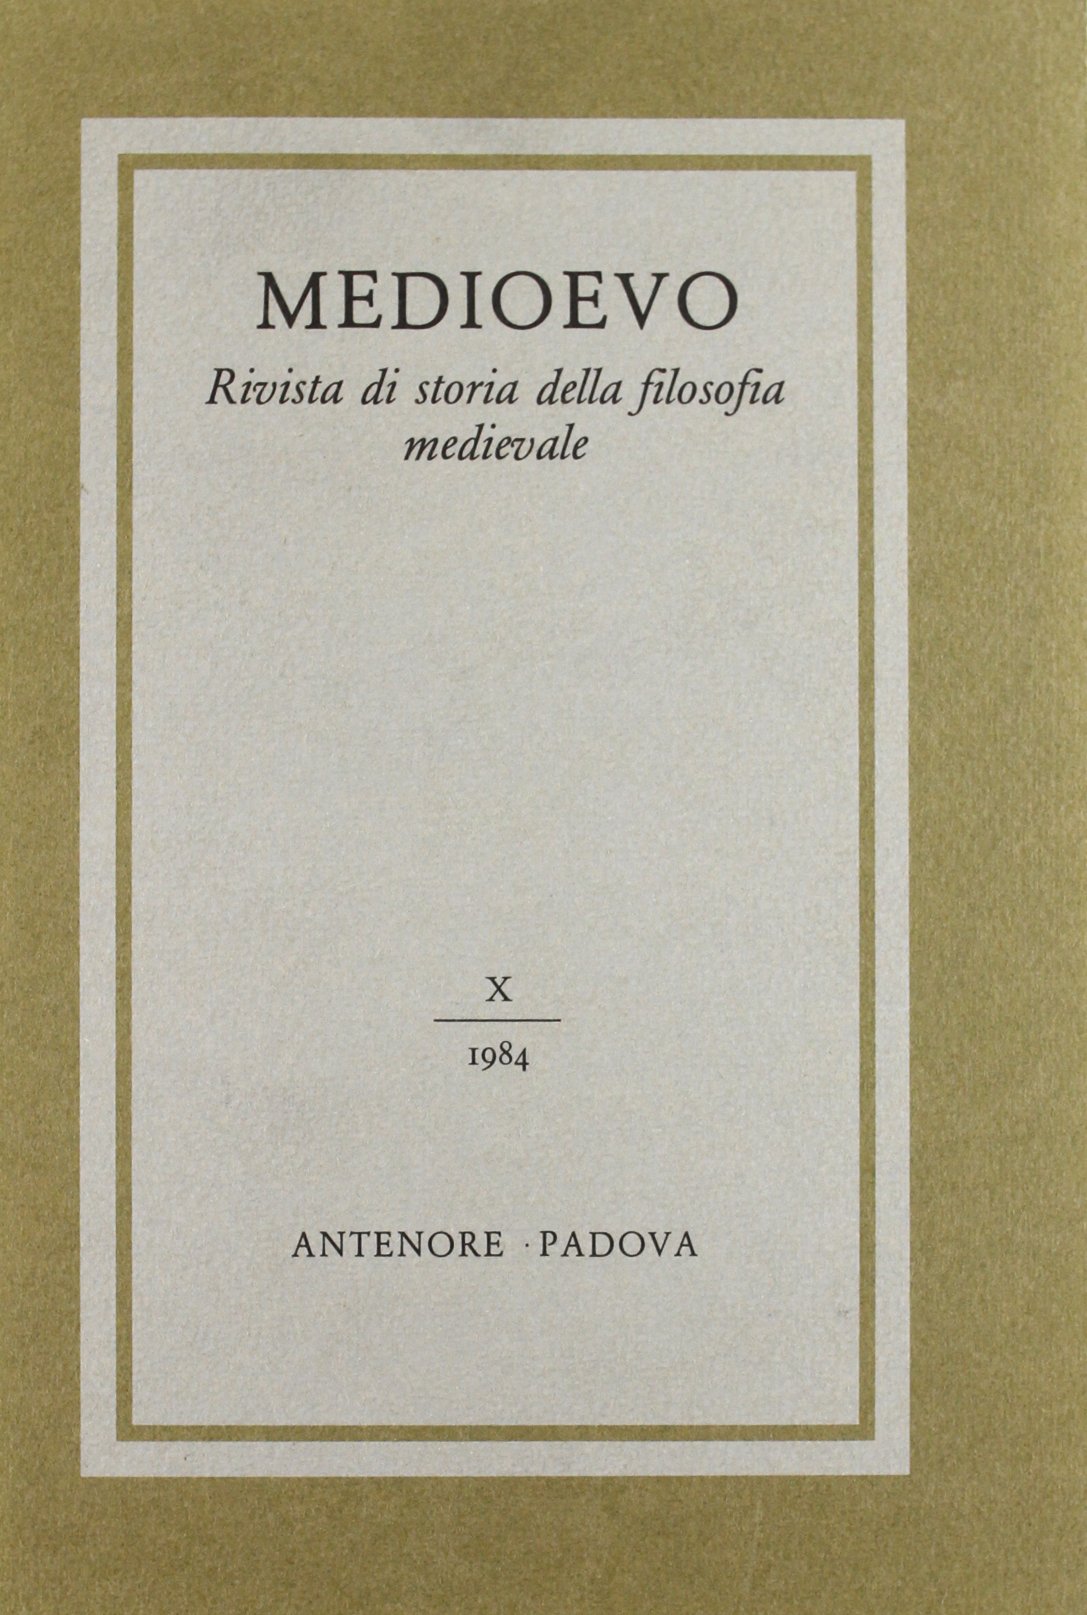 MEDIOEVO
Rivista di storia della filosofia
medievale
X
1984
ANTENORE · PADOVA